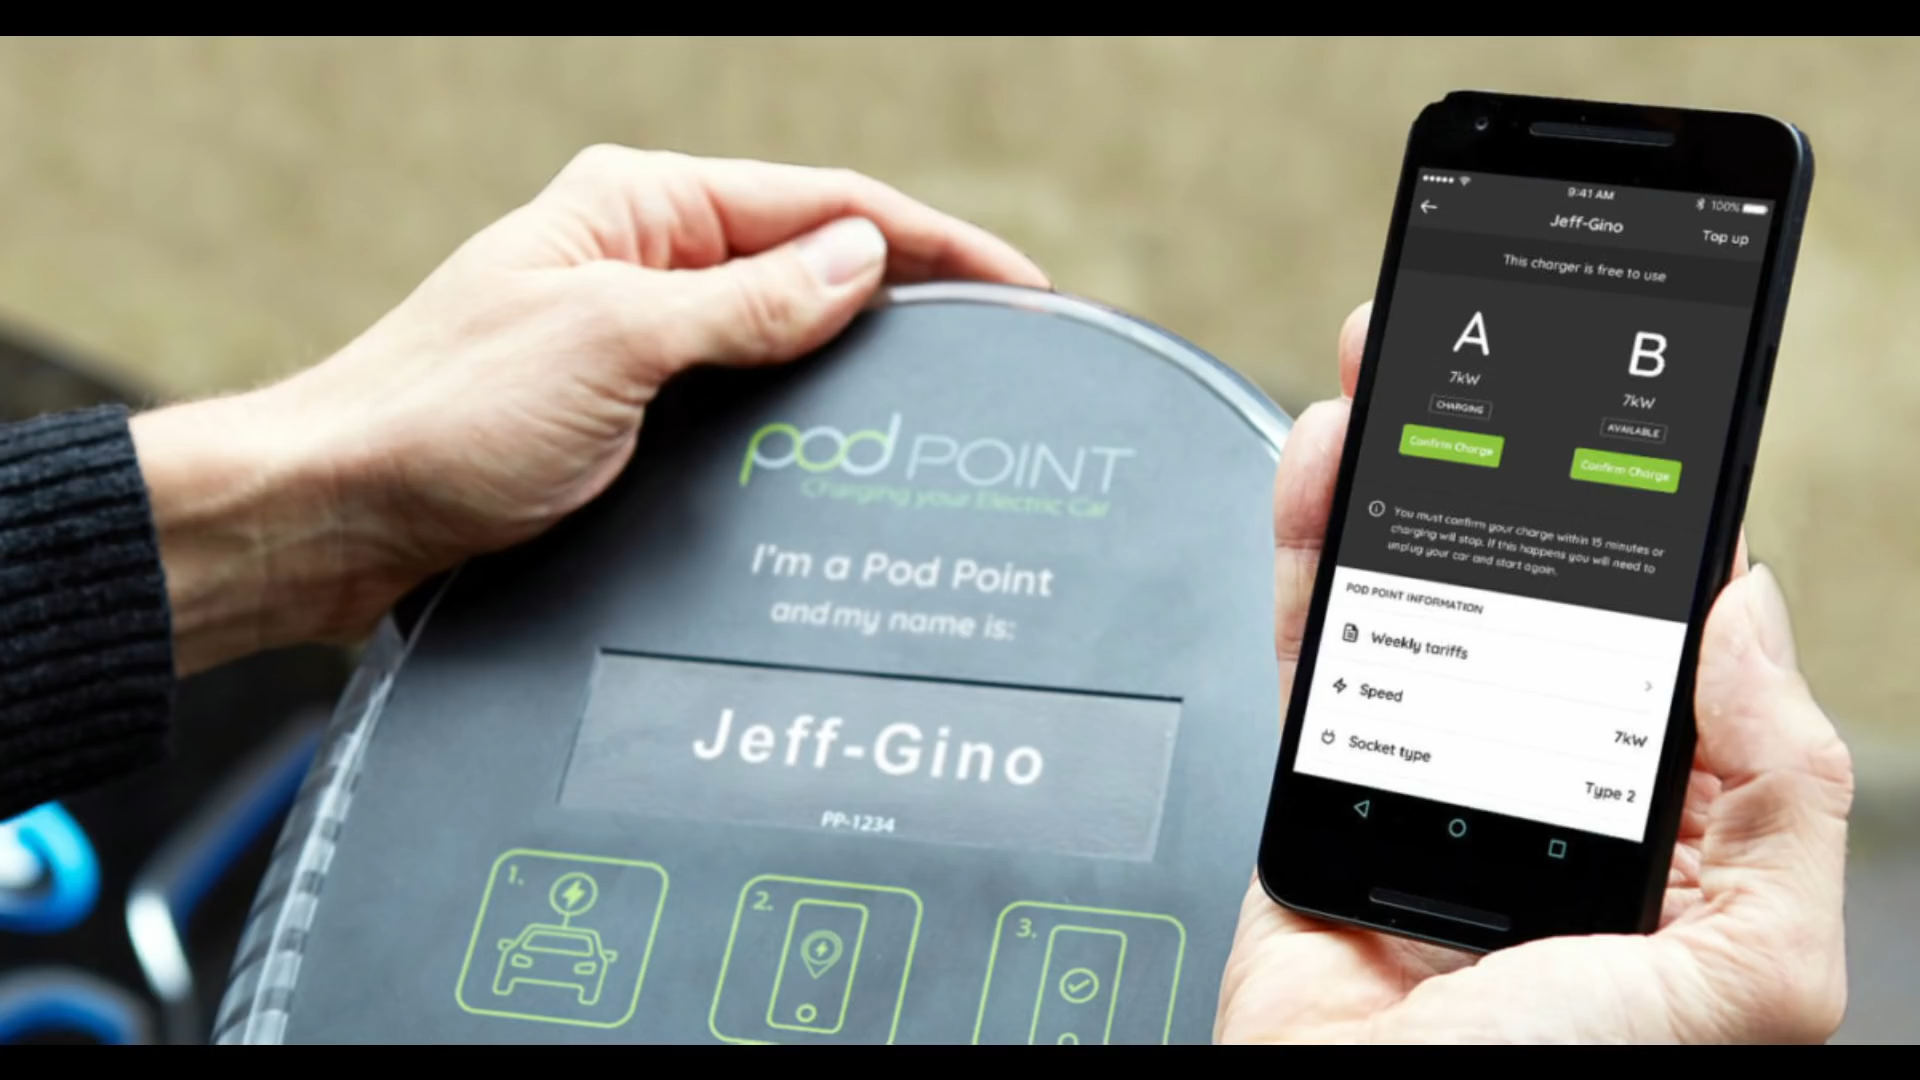 pod POINT
Charging your Electric Car
I'm a Pod Point
and my name is:
Jeff-Gino
PP-1234
1.
2.
3.
9:41 AM
100%
Jeff-Gino
Top up
This charger is free to use
A
7kW
CHARGING
Confirm Charge
B
7kW
AVAILABLE
Confirm Charge
You must confirm your charge within 15 minutes or
charging will stop. If this happens you will need to
unplug your car and start again.
POD POINT INFORMATION
Weekly tariffs
Speed
7kW
Socket type
Type 2